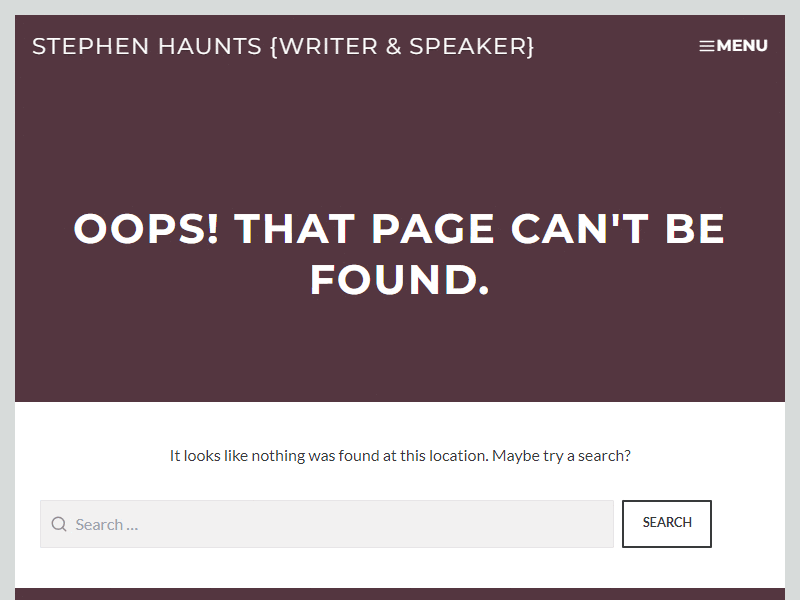 STEPHEN HAUNTS {WRITER & SPEAKER}
MENU
OOPS! THAT PAGE CAN'T BE
FOUND.
It looks like nothing was found at this location. Maybe try a search?
Search …
SEARCH